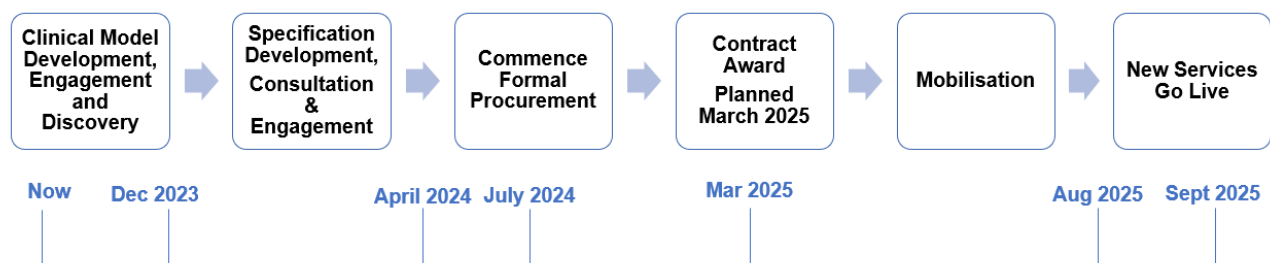 Clinical Model
Development,
Engagement
and
Discovery
Specification
Development,
Consultation
&
Engagement
Commence
Formal
Procurement
Contract
Award
Planned
March 2025
Mobilisation
New Services
Go Live
Now
Dec 2023
April 2024
July 2024
Mar 2025
Aug 2025
Sept 2025